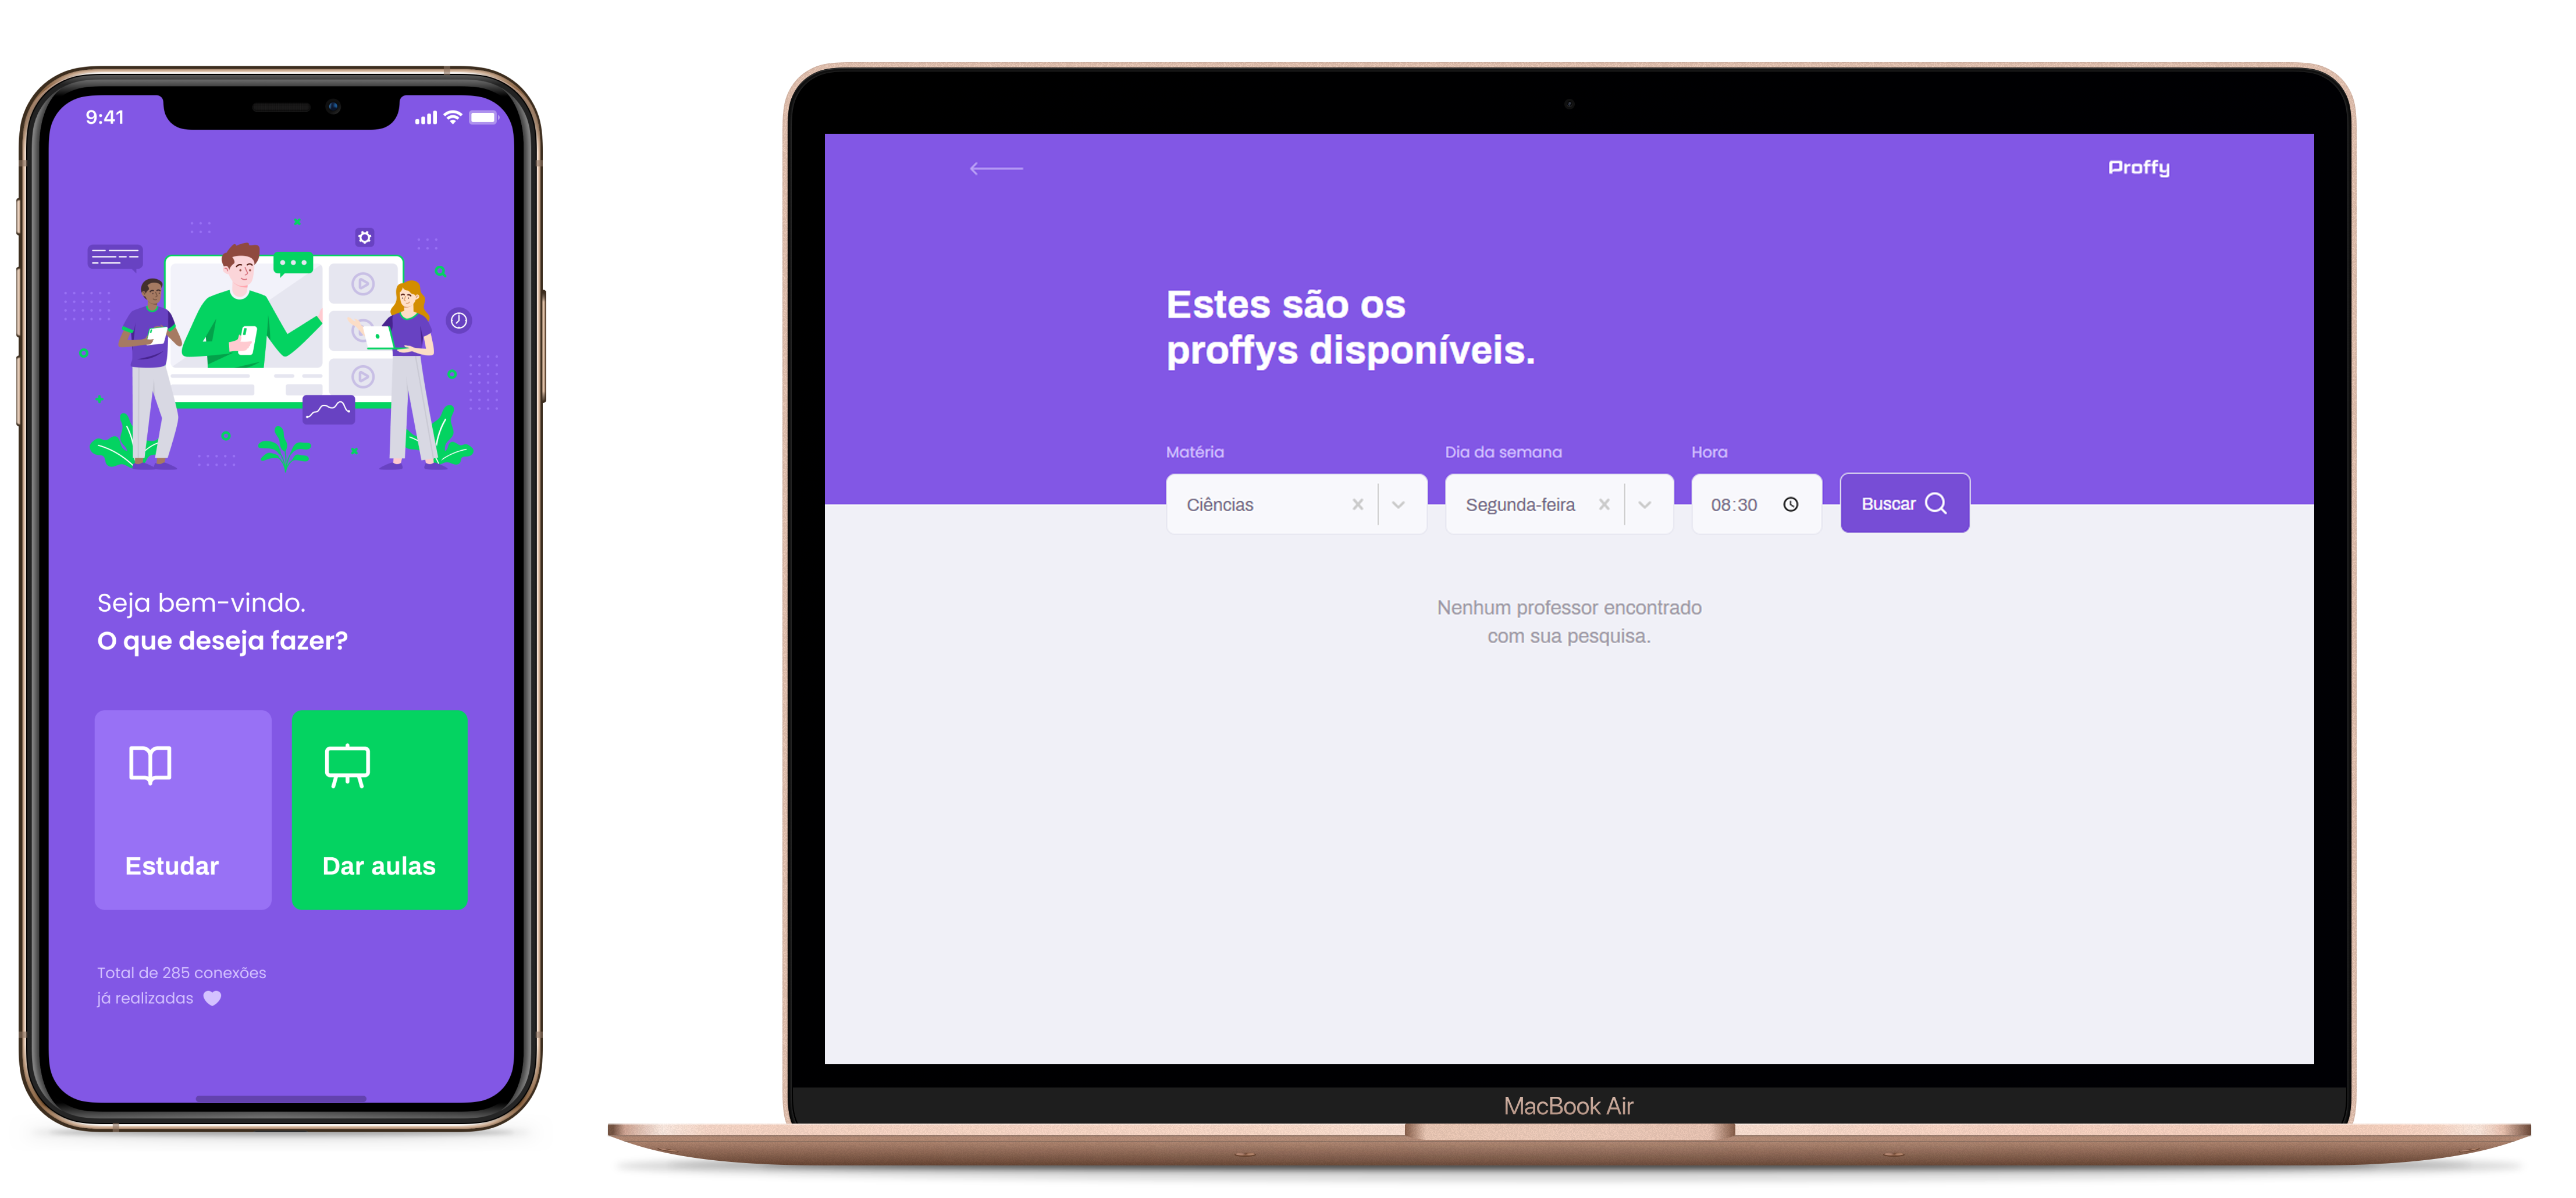 9:41
Seja bem-vindo.
O que deseja fazer?
Estudar
Dar aulas
Total de 285 conexões
já realizadas
Proffy
Estes são os
proffys disponíveis.
Matéria
Dia da semana
Hora
Ciências
Segunda-feira
08:30
Buscar
Nenhum professor encontrado
com sua pesquisa.
MacBook Air